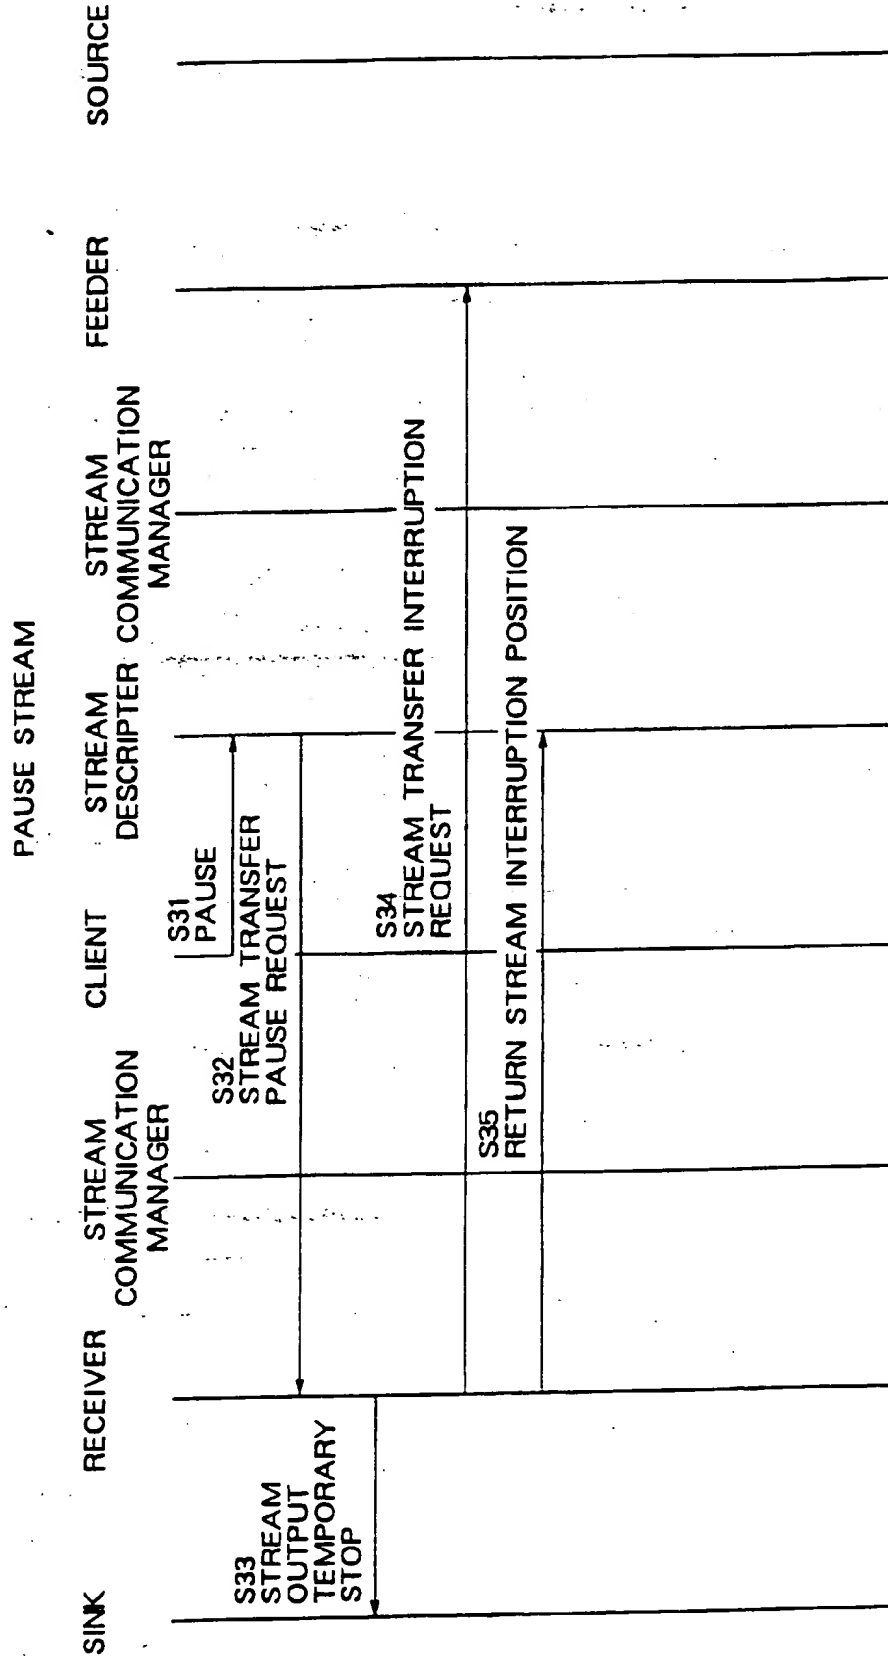 PAUSE STREAM
SINK
RECEIVER
STREAM
COMMUNICATION
MANAGER
CLIENT
STREAM
DESCRIPTER
STREAM
COMMUNICATION
MANAGER
FEEDER
SOURCE
S31
PAUSE
S32
STREAM TRANSFER
PAUSE REQUEST
S33
STREAM
OUTPUT
TEMPORARY
STOP
S34
STREAM TRANSFER INTERRUPTION
REQUEST
S35
RETURN STREAM INTERRUPTION POSITION